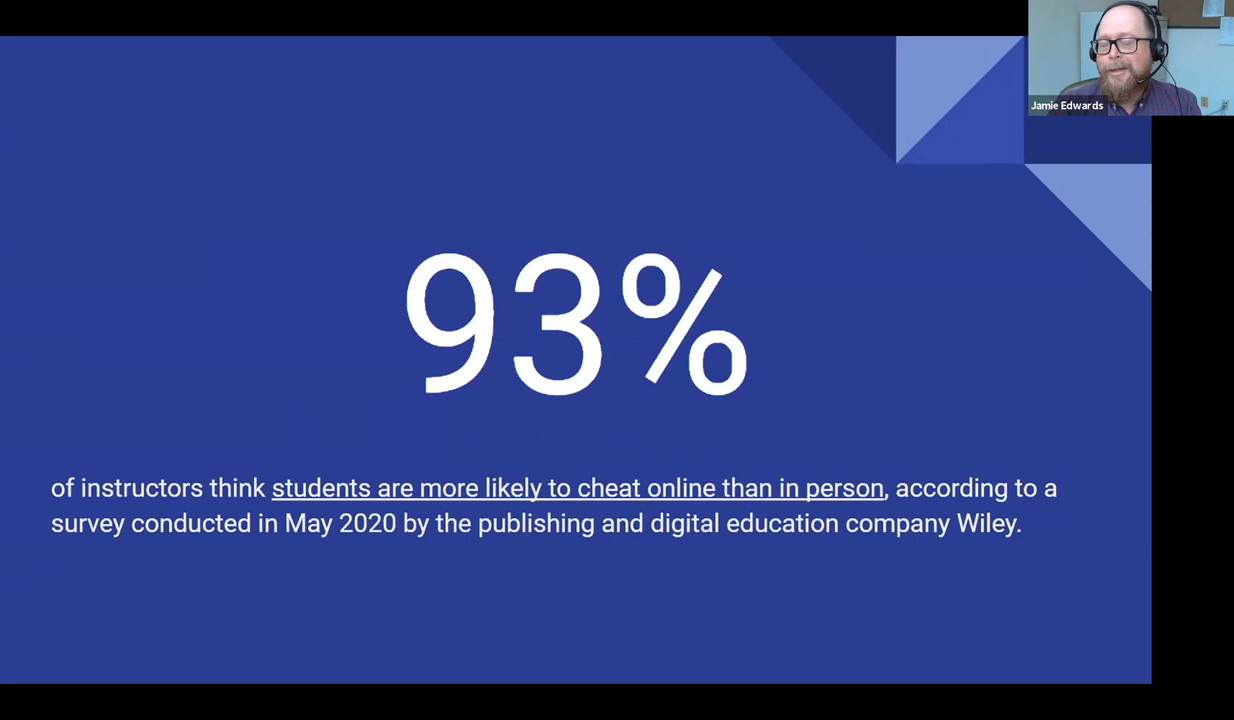 Jamie Edwards
93%
of instructors think students are more likely to cheat online than in person, according to a
survey conducted in May 2020 by the publishing and digital education company Wiley.